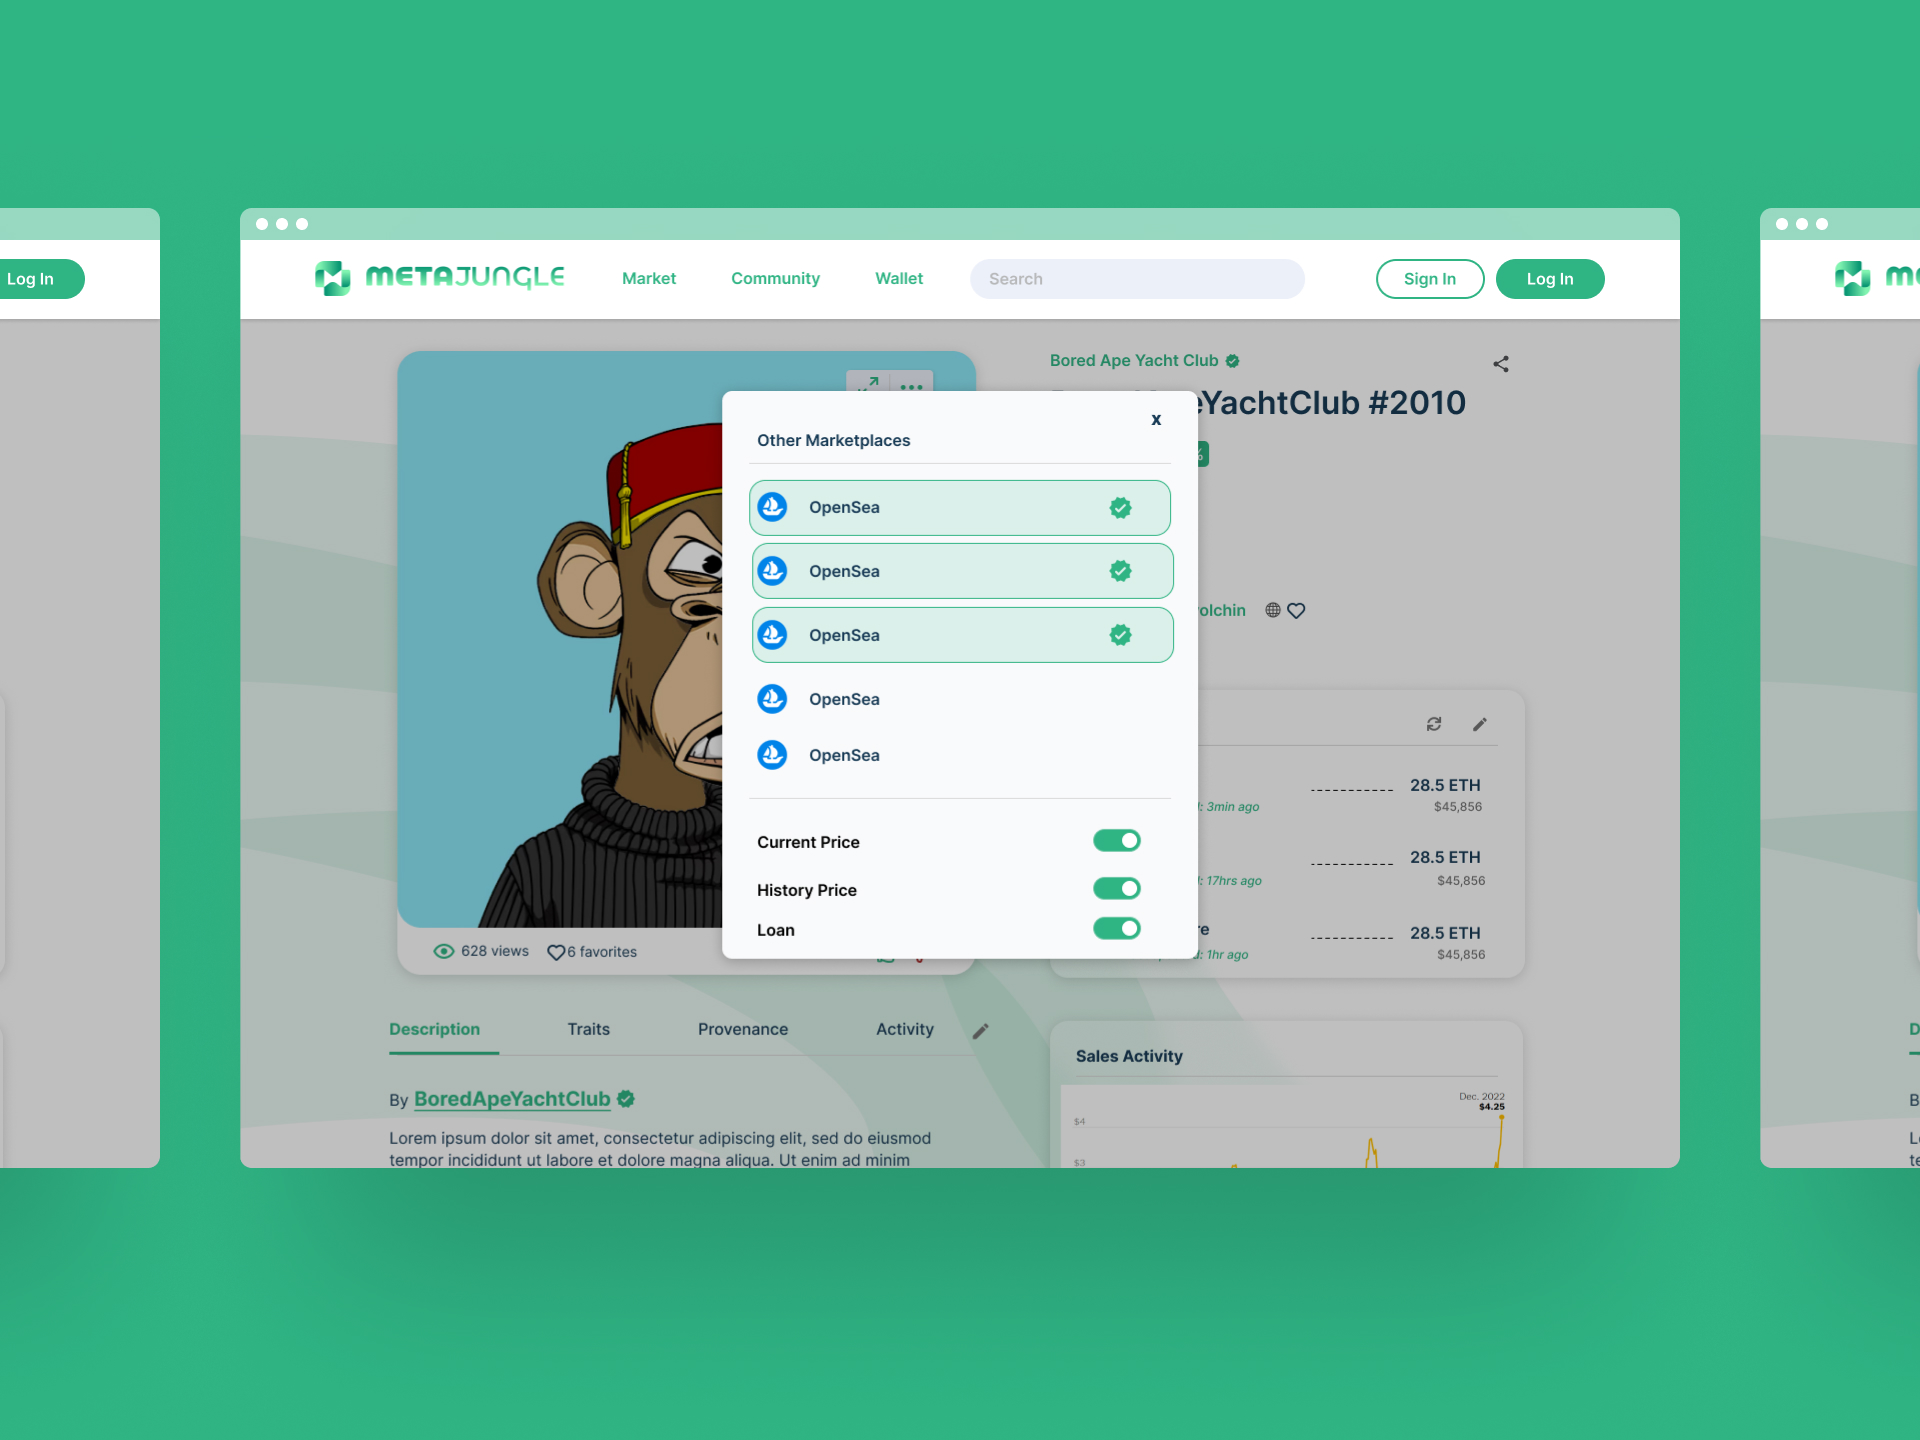 Log In
METAJUNGLE
Market
Community
Wallet
Search
Sign In
Log In
Bored Ape Yacht Club
YachtClub #2010
%
x
Other Marketplaces
OpenSea
OpenSea
OpenSea
OpenSea
OpenSea
Current Price
History Price
Loan
628 views
6 favorites
olchin
28.5 ETH
3min ago
$45,856
28.5 ETH
17hrs ago
$45,856
re
28.5 ETH
1hr ago
$45,856
Description
Traits
Provenance
Activity
By BoredApeYachtClub
Lorem ipsum dolor sit amet, consectetur adipiscing elit, sed do eiusmod
tempor incididunt ut labore et dolore magna aliqua. Ut enim ad minim
Sales Activity
Dec. 2022
$4.25
$4
$3